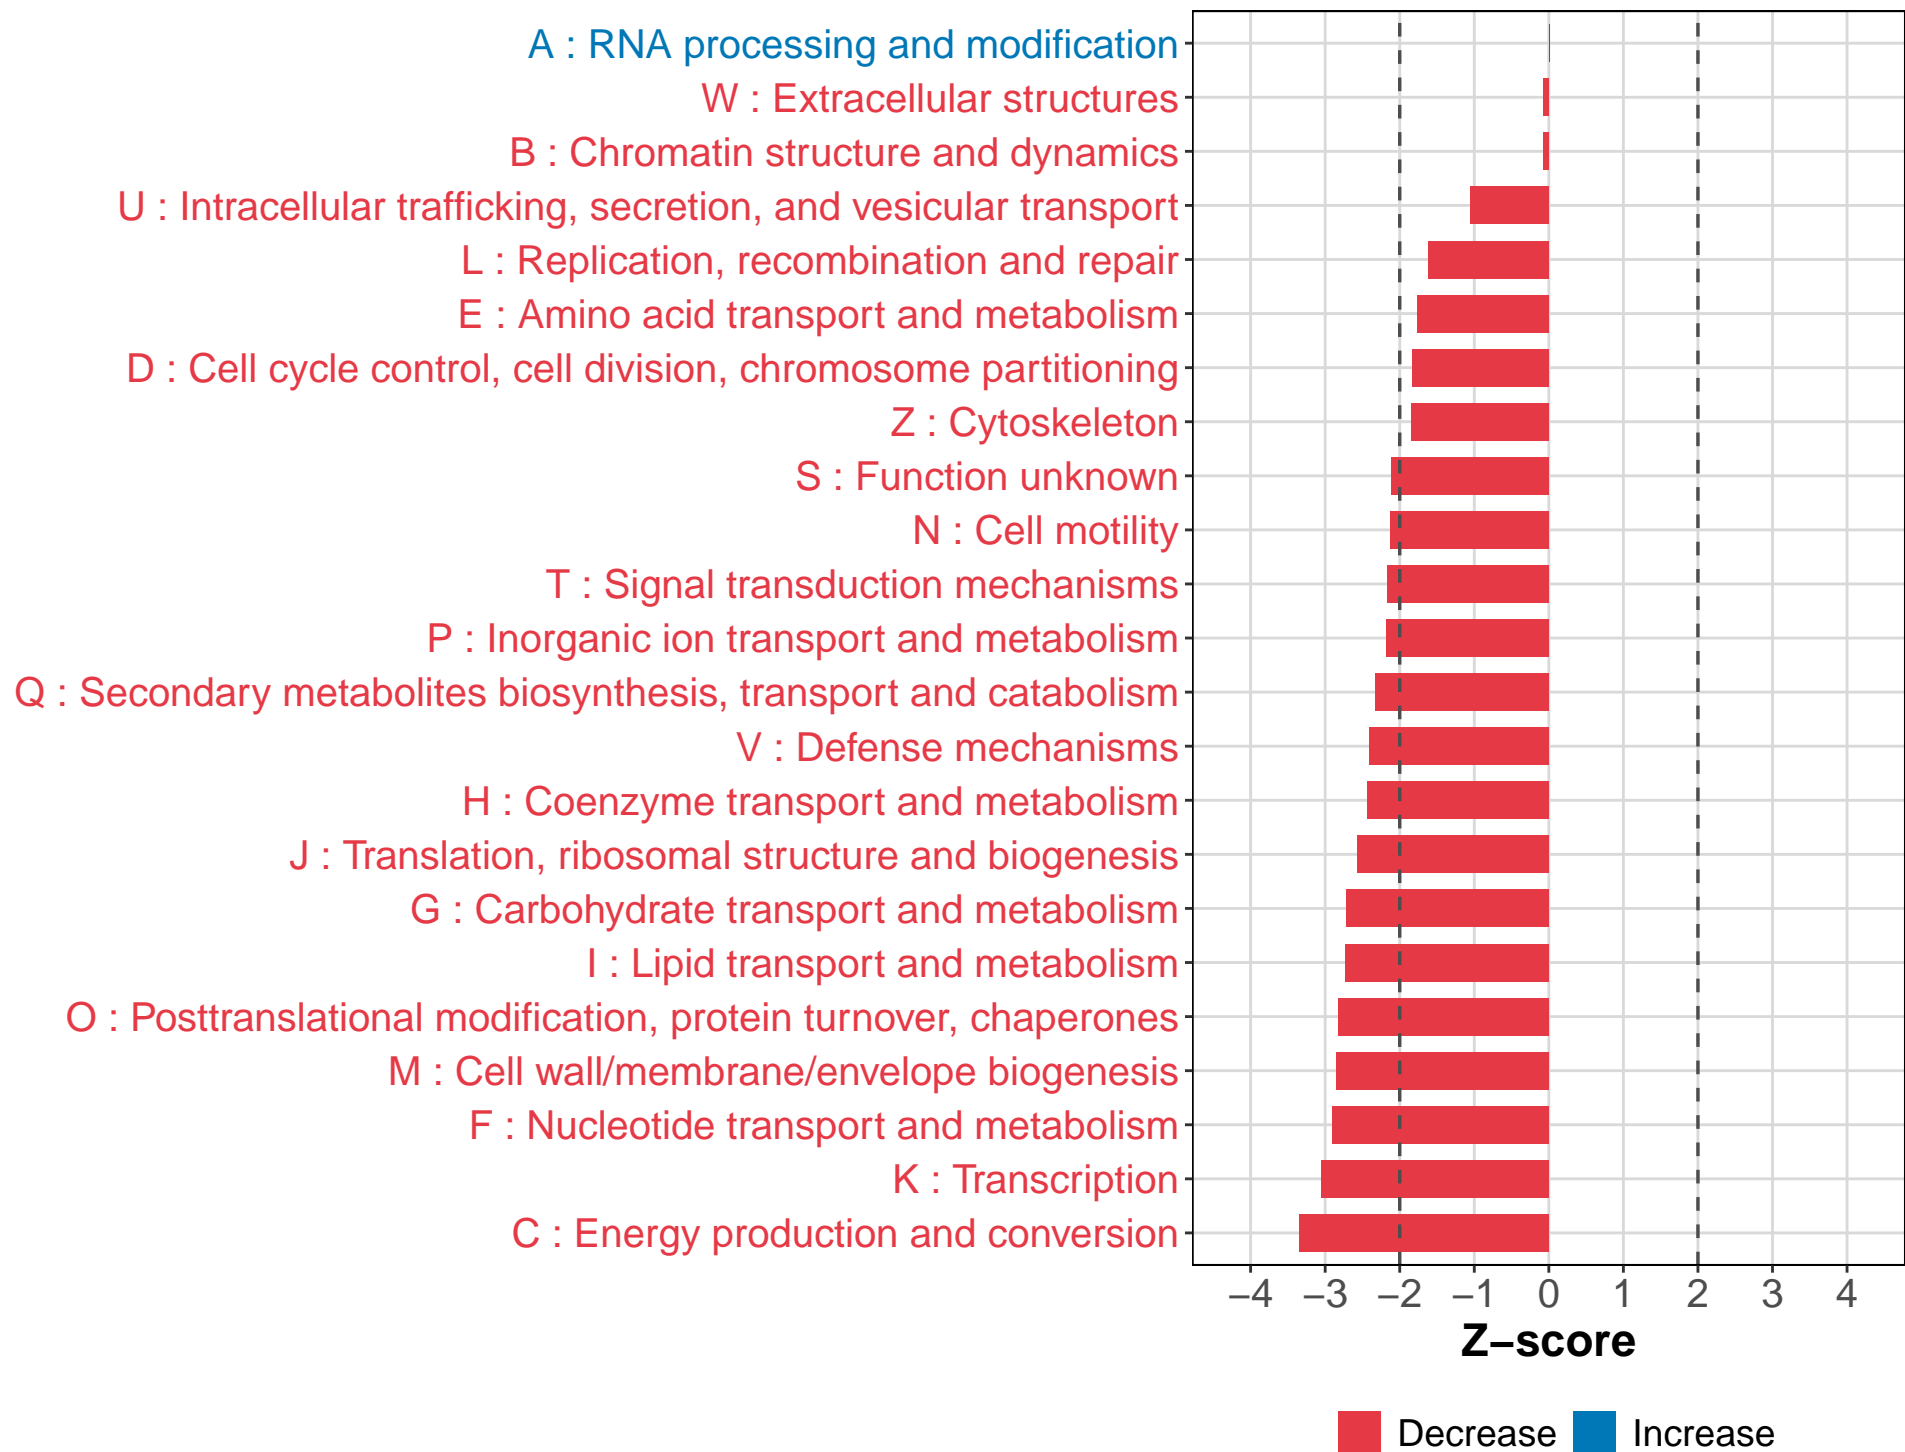 A : RNA processing and modification
W : Extracellular structures
B : Chromatin structure and dynamics
U : Intracellular trafficking, secretion, and vesicular transport
L : Replication, recombination and repair
E : Amino acid transport and metabolism
D : Cell cycle control, cell division, chromosome partitioning
Z : Cytoskeleton
S : Function unknown
N : Cell motility
T : Signal transduction mechanisms
P : Inorganic ion transport and metabolism
Q : Secondary metabolites biosynthesis, transport and catabolism
V : Defense mechanisms
H : Coenzyme transport and metabolism
J : Translation, ribosomal structure and biogenesis
G : Carbohydrate transport and metabolism
I : Lipid transport and metabolism
O : Posttranslational modification, protein turnover, chaperones
M : Cell wall/membrane/envelope biogenesis
F : Nucleotide transport and metabolism
K : Transcription
C : Energy production and conversion
−4 −3 −2 −1 0 1 2 3 4
Z−score
Decrease Increase